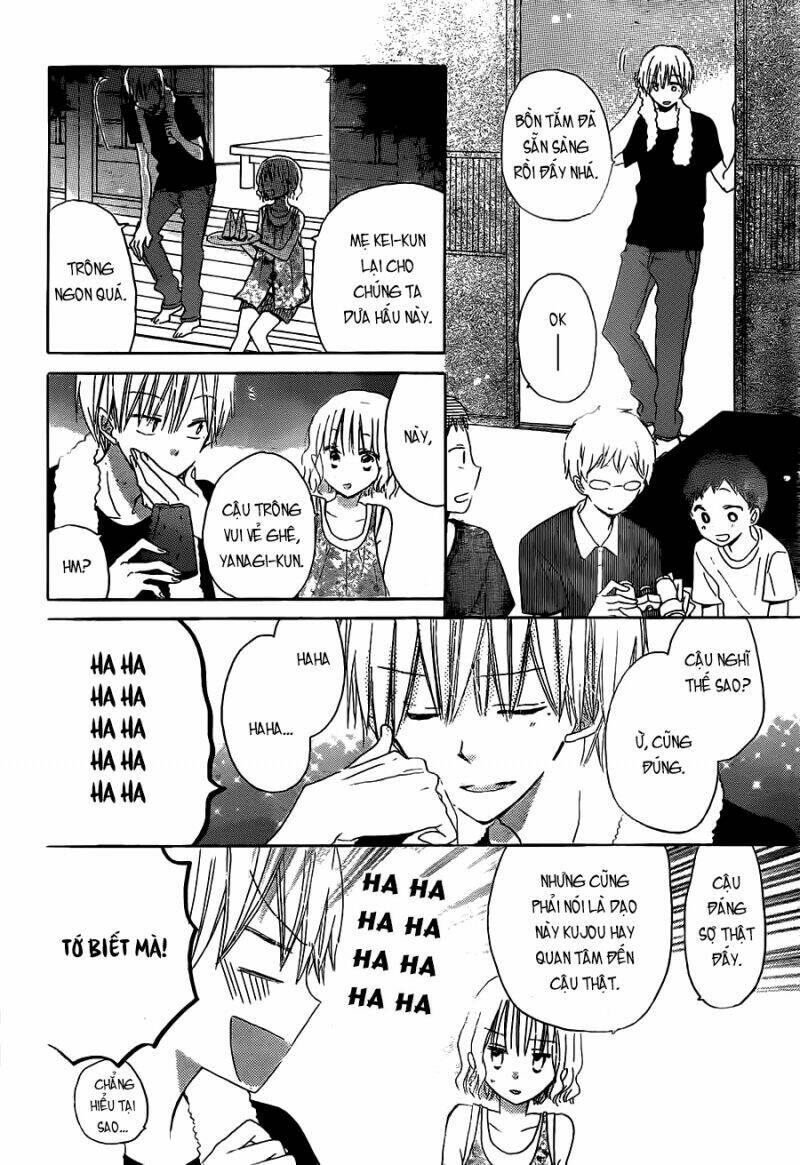 BỒN TẮM ĐÃ
SẴN SÀNG
RỒI ĐẤY NHÁ.
OK
—
MẸ KEI-KUN
LẠI CHO
CHÚNG TA
DƯA HẤU NÀY.
TRÔNG
NGON QUÁ.
NÀY,
CẬU TRÔNG
VUI VẺ GHÊ,
YANAGI-KUN.
HM?
CẬU NGHĨ
THẾ SAO?
Ừ, CŨNG
ĐÚNG.
HAHA
HAHA...
HA HA
HA HA
HA HA
HA HA
HA HA
CẬU
ĐÁNG
SỢ THẬT
ĐẤY.
NHƯNG CŨNG
PHẢI NÓI LÀ DẠO
NÀY KUJOU HAY
QUAN TÂM ĐẾN
CẬU THẬT.
HA HA
HA HA
HA HA
HA HA
TỚ BIẾT MÀ!
CHẲNG
HIỂU TẠI
SAO...